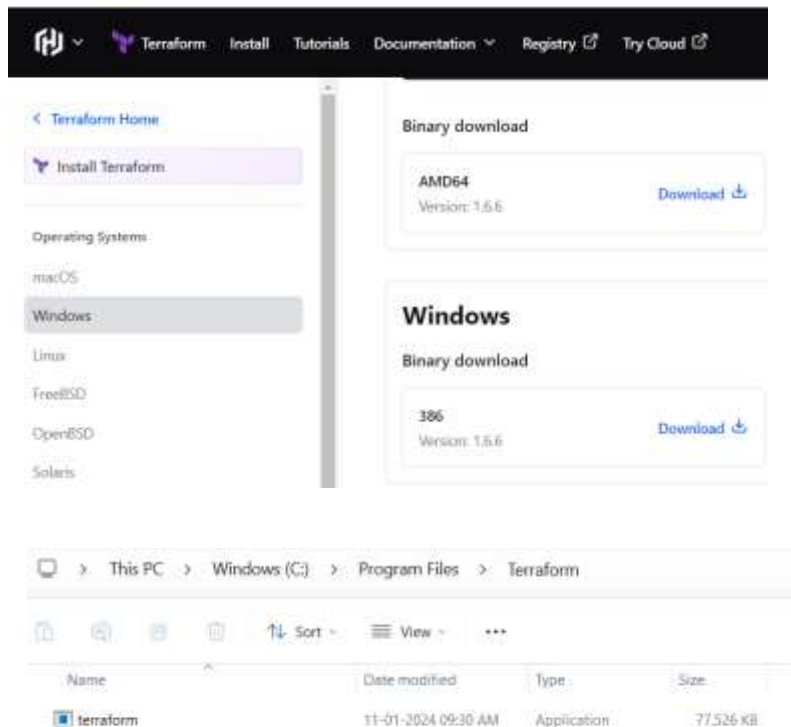 Terraform Install Tutorials Documentation Registry Try Cloud
< Terraform Home
Install Terraform
Operating Systems
macOS
Windows
Linux
FreeBSD
OpenBSD
Solaris
Binary download
AMD64
Version: 1.6.6
Download
Windows
Binary download
386
Version: 1.6.6
Download
> This PC > Windows (C:) > Program Files > Terraform
Sort View ...
Name Date modified Type Size
terraform 11-01-2024 09:30 AM Application 77,526 KB